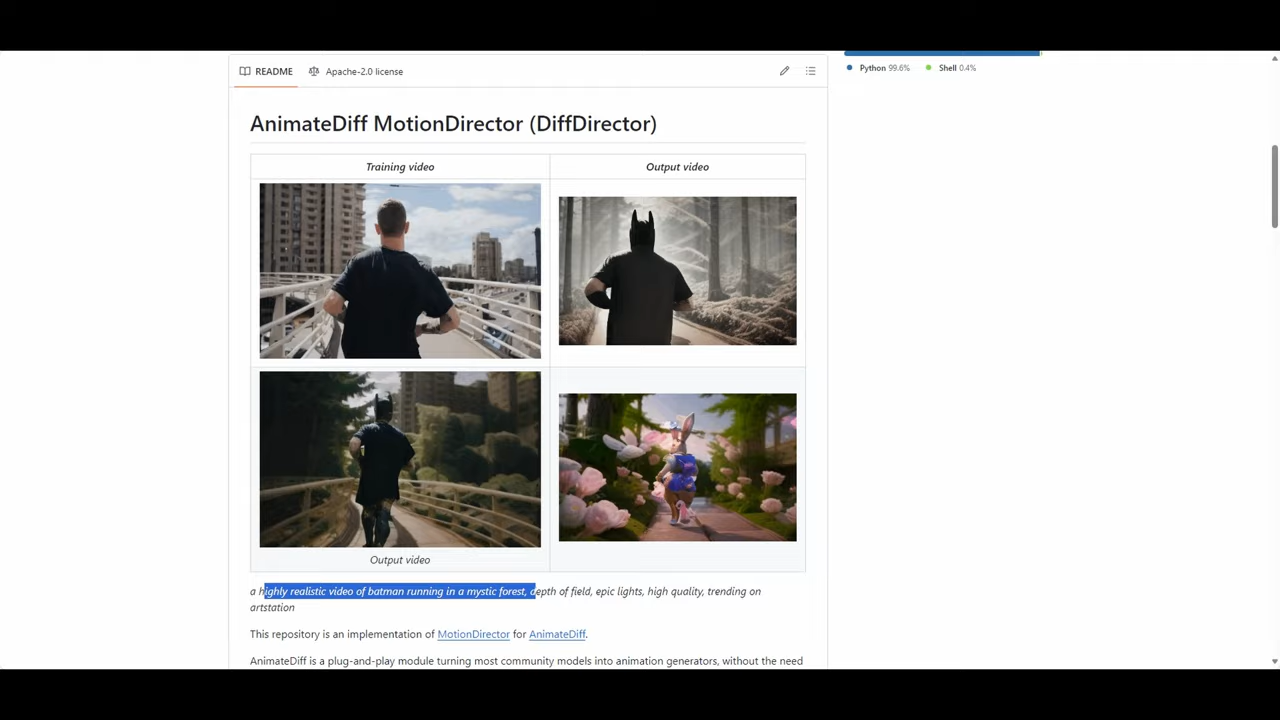 README
Apache-2.0 license
Python 99.6%
Shell 0.4%
AnimateDiff MotionDirector (DiffDirector)
Training video
Output video
Output video
a highly realistic video of batman running in a mystic forest, depth of field, epic lights, high quality, trending on
artstation
This repository is an implementation of MotionDirector for AnimateDiff.
AnimateDiff is a plug-and-play module turning most community models into animation generators, without the need